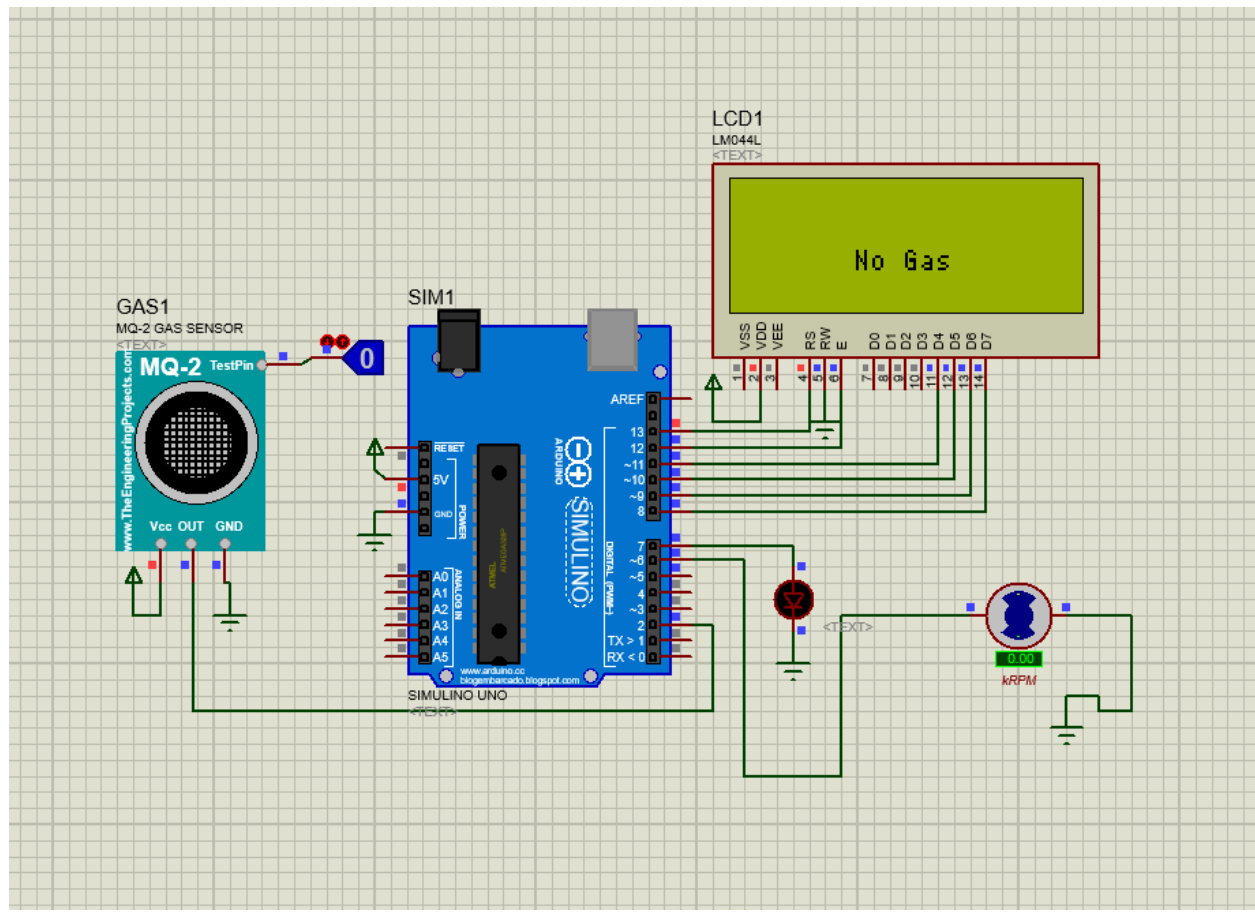 LCD1
LM044L
<TEXT>
No Gas
VSS
VDD
VEE
RS
RW
E
D0
D1
D2
D3
D4
D5
D6
D7
1
2
3
4
5
6
7
8
9
10
11
12
13
14
GAS1
MQ-2 GAS SENSOR
<TEXT>
MQ-2
TestPin
0
www.TheEngineeringProjects.com
Vcc OUT GND
SIM1
AREF
RESET
5V
GND
POWER
A0
A1
A2
A3
A4
A5
ANALOG IN
ATMEL
ARDUINO
SIMULINO
13
12
~11
~10
~9
8
DIGITAL (PWM~)
7
~6
~5
4
~3
2
TX > 1
RX < 0
www.arduino.cc
blogembarcado.blogspot.com
SIMULINO UNO
<TEXT>
<TEXT>
0.00
kRPM